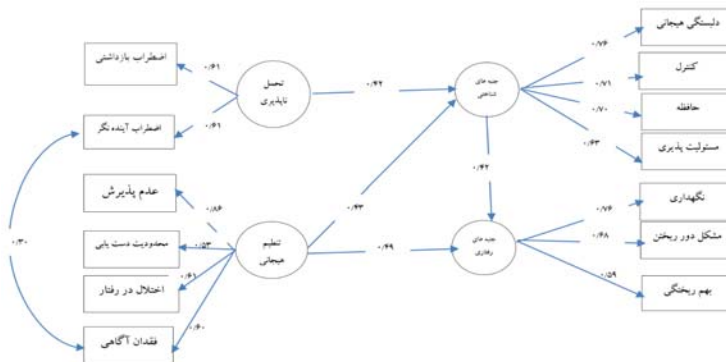 دلبستگی هیجانی
کنترل
حافظه
مسئولیت پذیری
نگهداری
مشکل دور ریختن
بهم ریختگی
۰/۷۶
۰/۷۱
۰/۷۰
۰/۶۳
۰/۷۶
۰/۶۸
۰/۵۹
جنبه های
شناختی
جنبه های
رفتاری
۰/۴۲
۰/۴۲
۰/۴۳
۰/۴۹
تحمل
ناپذیری
تنظیم
هیجانی
۰/۶۱
۰/۶۱
۰/۸۶
۰/۵۳
۰/۶۱
۰/۶۰
اضطراب بازداشتی
اضطراب آینده نگر
عدم پذیرش
محدودیت دست یابی
اختلال در رفتار
فقدان آگاهی
۰/۳۰